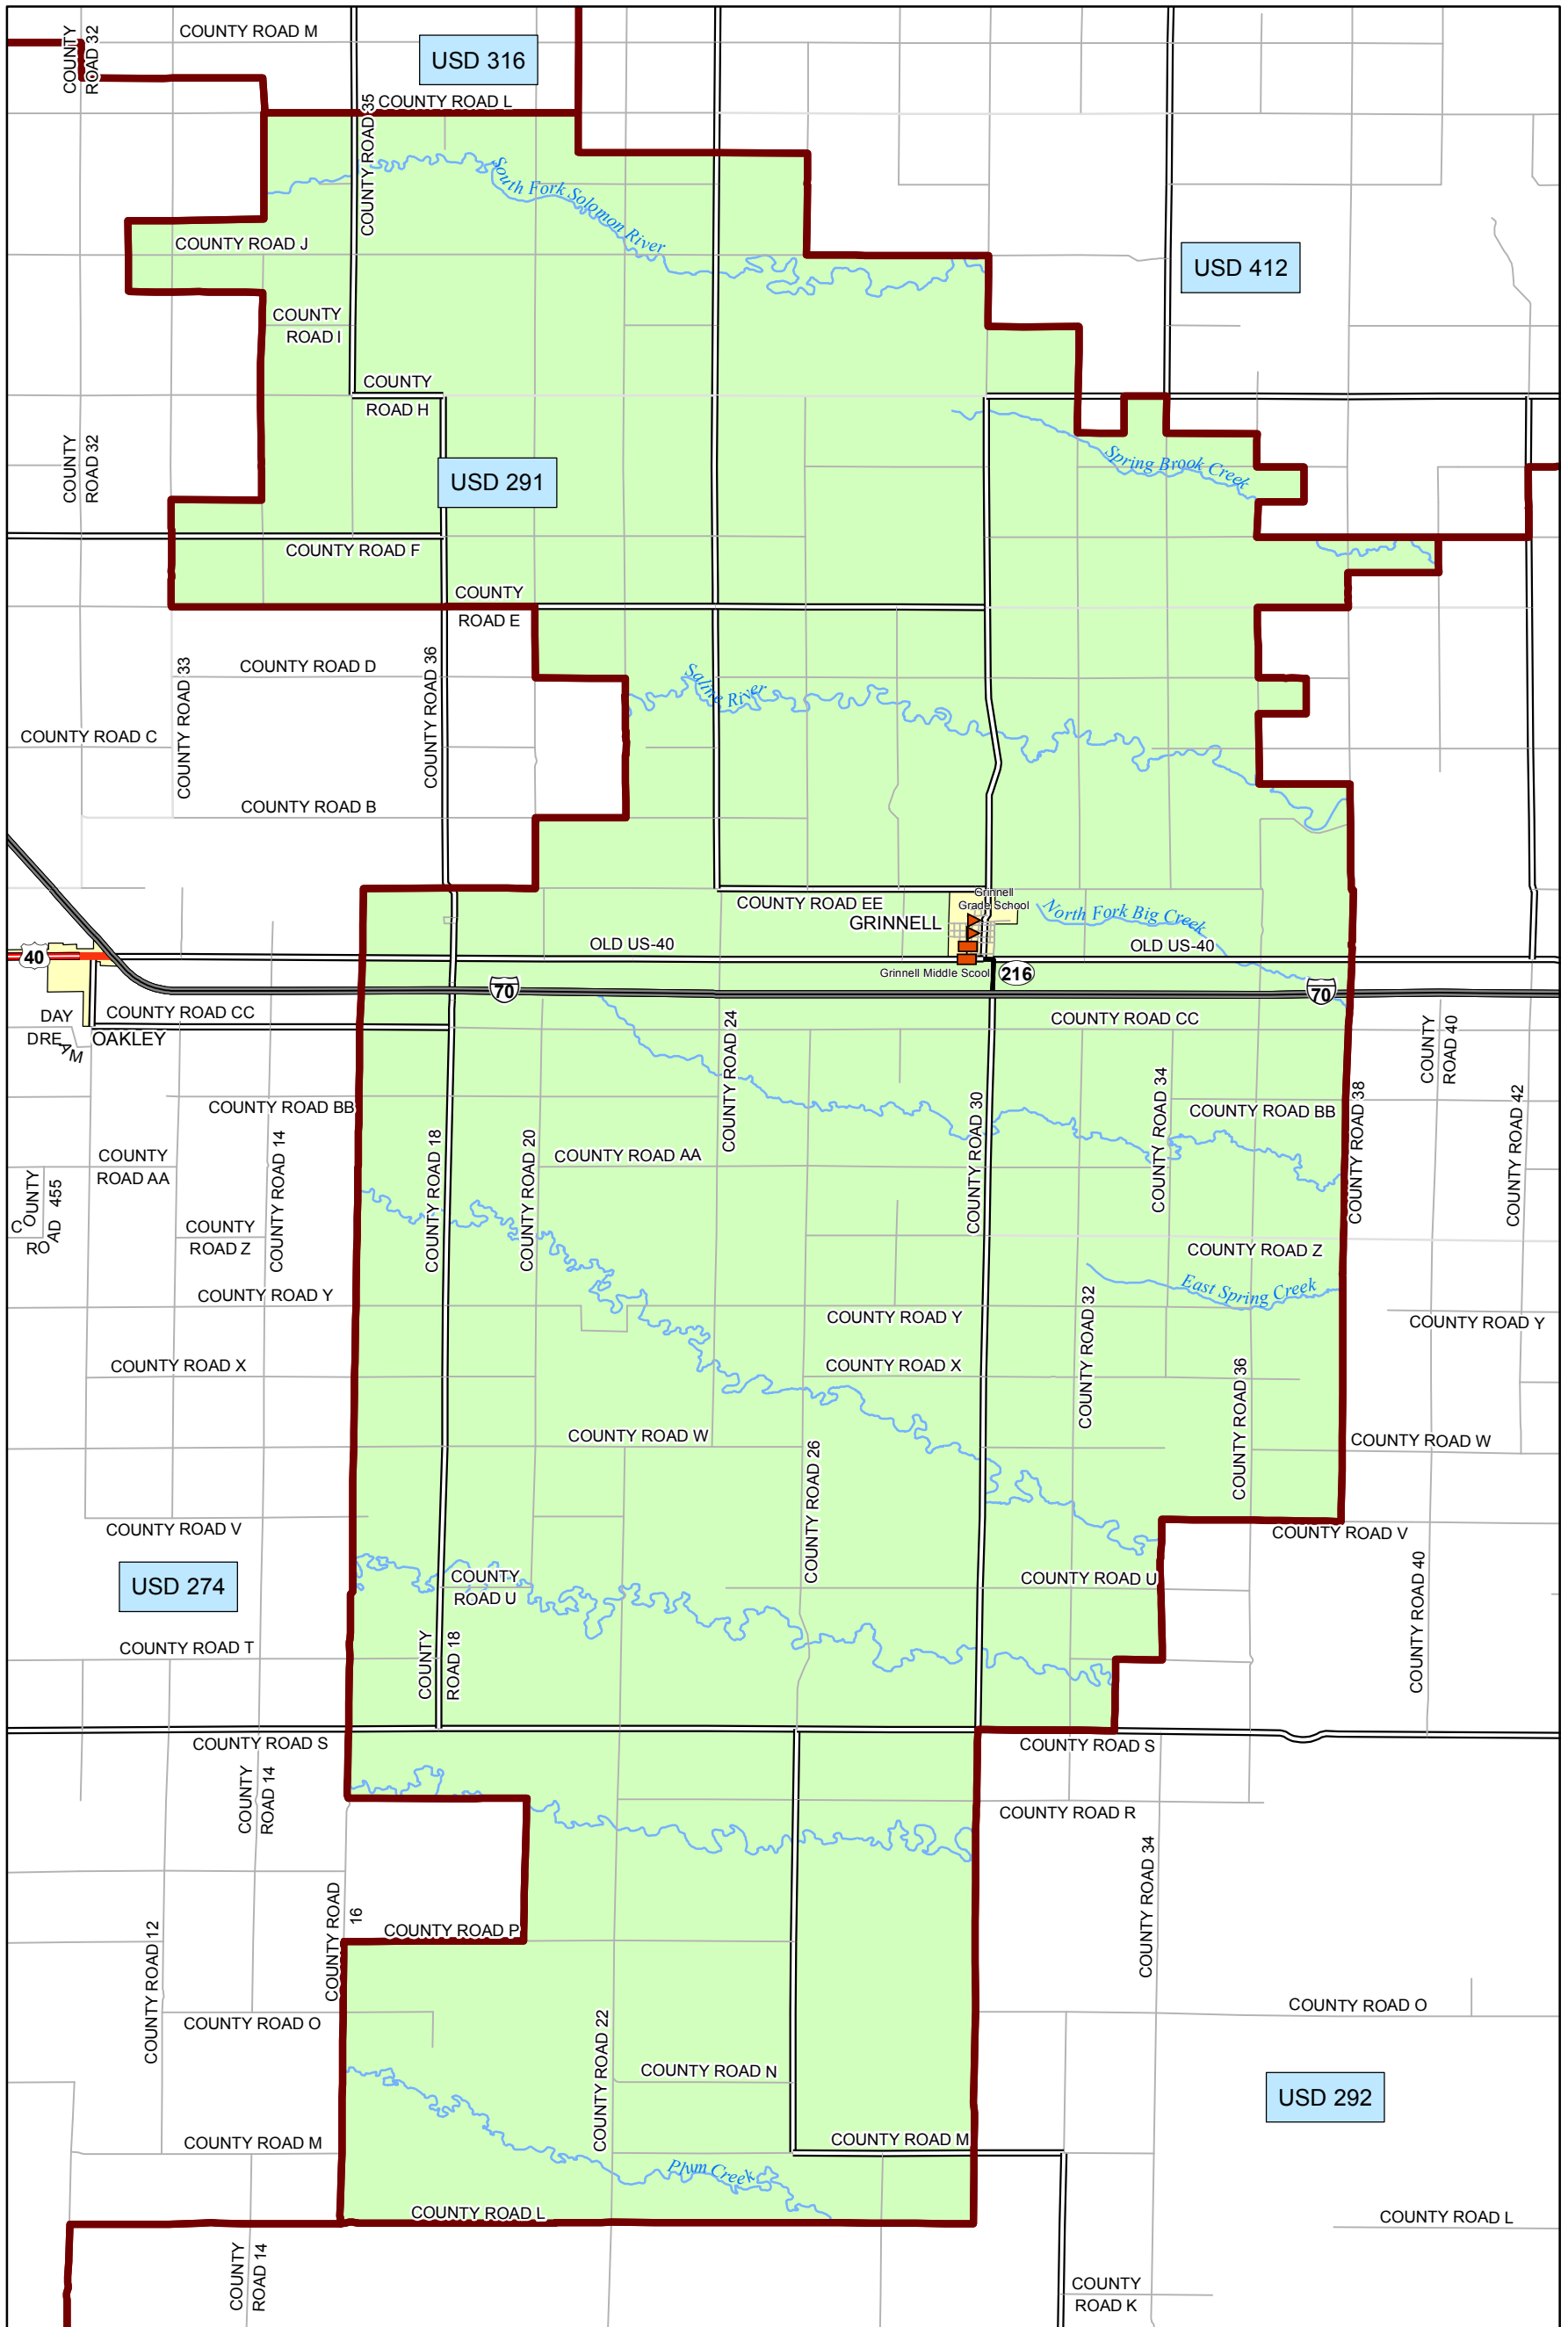 COUNTY ROAD M
COUNTY
ROAD 32
USD 316
COUNTY ROAD L
COUNTY ROAD 35
South Fork Solomon River
COUNTY ROAD J
USD 412
COUNTY
ROAD I
COUNTY
ROAD H
COUNTY
ROAD 32
Spring Brook Creek
USD 291
COUNTY ROAD F
COUNTY
ROAD E
COUNTY ROAD D
COUNTY ROAD 33
COUNTY ROAD 36
Saline River
COUNTY ROAD C
COUNTY ROAD B
COUNTY ROAD EE
Grinnell
Grade School
GRINNELL
North Fork Big Creek
OLD US-40
OLD US-40
40
Grinnell Middle Scool
216
70
70
COUNTY ROAD CC
DAY
DREAM
OAKLEY
COUNTY ROAD CC
COUNTY
ROAD 40
COUNTY ROAD 24
COUNTY ROAD BB
COUNTY ROAD BB
COUNTY ROAD 14
COUNTY ROAD 18
COUNTY ROAD 20
COUNTY ROAD 30
COUNTY ROAD 34
COUNTY ROAD 38
COUNTY ROAD 42
COUNTY
ROAD AA
COUNTY ROAD AA
COUNTY
ROAD 455
COUNTY
ROAD Z
COUNTY ROAD Z
East Spring Creek
COUNTY ROAD Y
COUNTY ROAD Y
COUNTY ROAD Y
COUNTY ROAD 32
COUNTY ROAD X
COUNTY ROAD X
COUNTY ROAD 36
COUNTY ROAD W
COUNTY ROAD W
COUNTY ROAD 26
COUNTY ROAD V
COUNTY ROAD V
USD 274
COUNTY
ROAD U
COUNTY ROAD U
COUNTY ROAD 40
COUNTY ROAD T
COUNTY
ROAD 18
COUNTY ROAD S
COUNTY ROAD S
COUNTY
ROAD 14
COUNTY ROAD R
COUNTY ROAD 34
COUNTY ROAD
16
COUNTY ROAD P
COUNTY ROAD 12
COUNTY ROAD O
COUNTY ROAD O
COUNTY ROAD 22
COUNTY ROAD N
USD 292
COUNTY ROAD M
COUNTY ROAD M
Plum Creek
COUNTY ROAD L
COUNTY ROAD L
COUNTY
ROAD 14
COUNTY
ROAD K